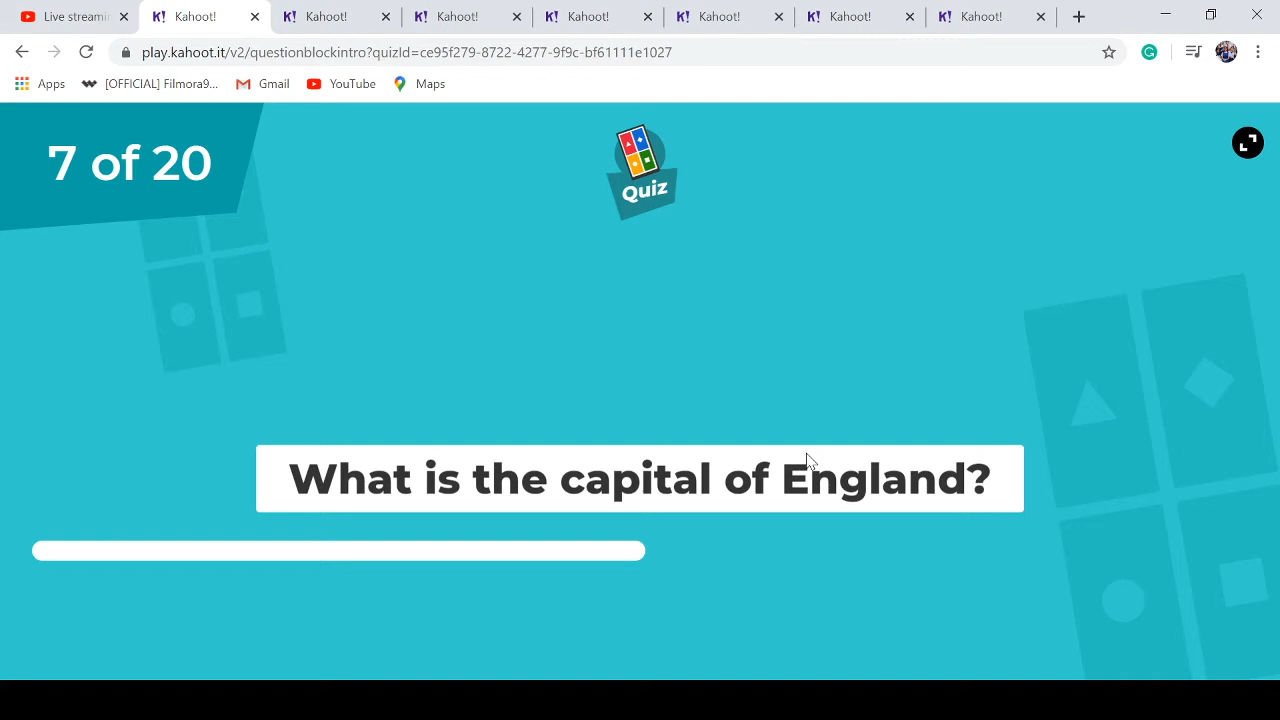 Live streami
Kahoot!
Kahoot!
Kahoot!
Kahoot!
Kahoot!
Kahoot!
Kahoot!
play.kahoot.it/v2/questionblockintro?quizId=ce95f279-8722-4277-9f9c-bf61111e1027
Apps [OFFICIAL] Filmora9... Gmail YouTube Maps
7 of 20
Quiz
What is the capital of England?